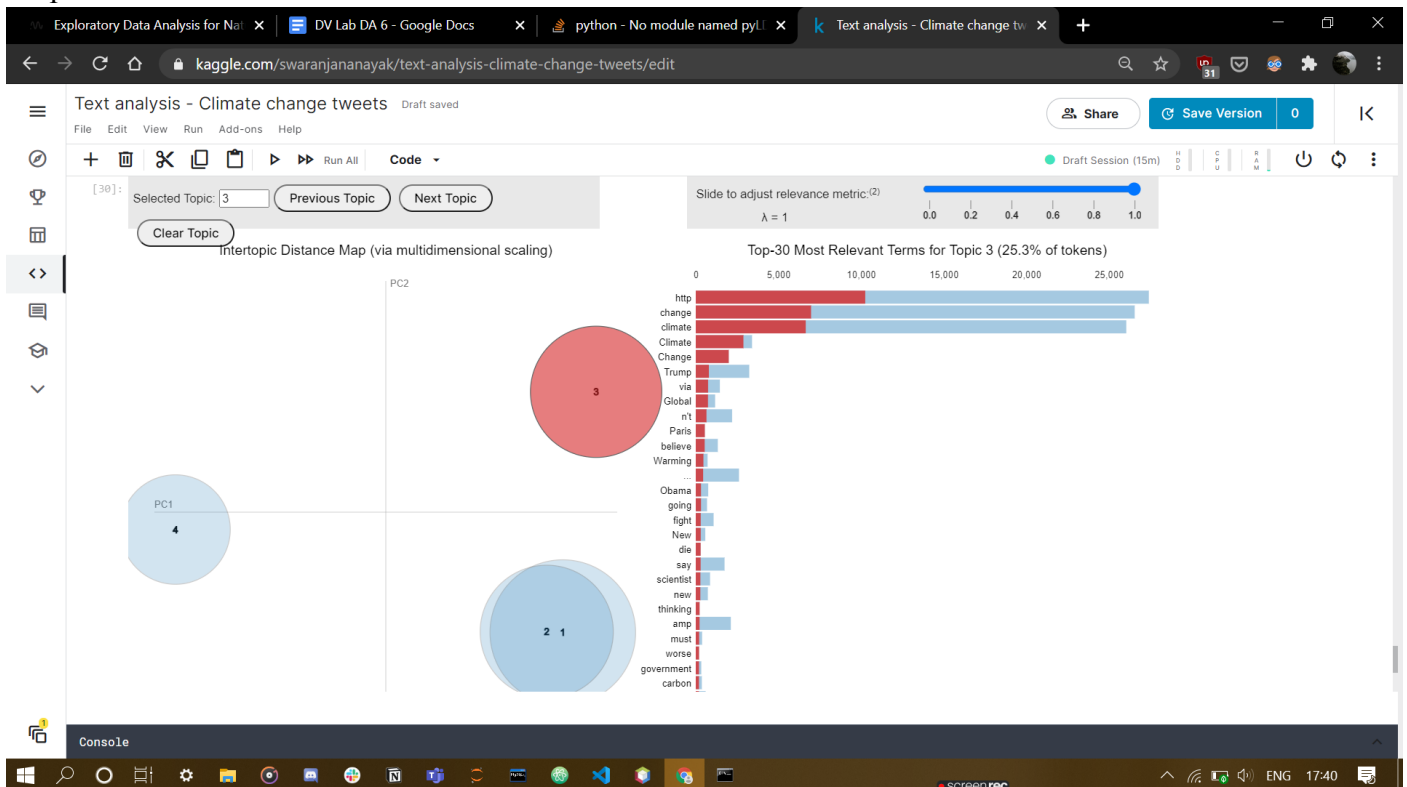 Exploratory Data Analysis for Nat
DV Lab DA 6 - Google Docs
python - No module named pyLD
Text analysis - Climate change tw
kaggle.com/swaranjananayak/text-analysis-climate-change-tweets/edit
31
Text analysis - Climate change tweets Draft saved
File Edit View Run Add-ons Help
Share
Save Version 0
Run All Code
Draft Session (15m)
HDD
CPU
RAM
[30]:
Selected Topic: 3 Previous Topic Next Topic
Clear Topic
Slide to adjust relevance metric:(2)
λ = 1
0.0 0.2 0.4 0.6 0.8 1.0
Intertopic Distance Map (via multidimensional scaling)
PC2
PC1
3
4
2 1
Top-30 Most Relevant Terms for Topic 3 (25.3% of tokens)
0 5,000 10,000 15,000 20,000 25,000
http
change
climate
Climate
Change
Trump
via
Global
n't
Paris
believe
Warming
...
Obama
going
fight
New
die
say
scientist
new
thinking
amp
must
worse
government
carbon
1
Console
screenrec
ENG 17:40